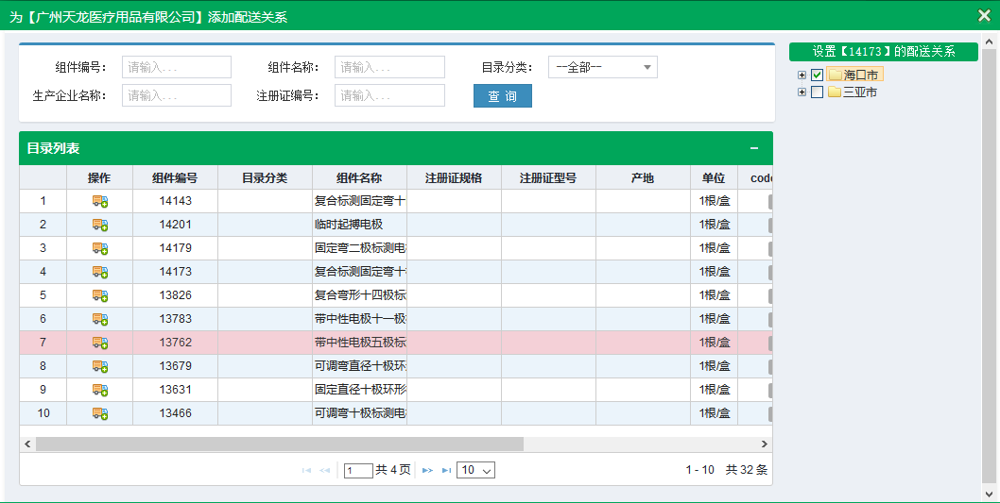 为【广州天龙医疗用品有限公司】添加配送关系
组件编号： 请输入... 组件名称： 请输入... 目录分类： --全部--
生产企业名称： 请输入... 注册证编号： 请输入... 查 询
设置【14173】的配送关系
海口市
三亚市
目录列表
操作 组件编号 目录分类 组件名称 注册证规格 注册证型号 产地 单位 code
1 14143 复合标测固定弯十 1根/盒
2 14201 临时起搏电极 1根/盒
3 14179 固定弯二极标测电 1根/盒
4 14173 复合标测固定弯十 1根/盒
5 13826 复合弯形十四极标 1根/盒
6 13783 带中性电极十一极 1根/盒
7 13762 带中性电极五极标 1根/盒
8 13679 可调弯直径十极环 1根/盒
9 13631 固定直径十极环形 1根/盒
10 13466 可调弯十极标测电 1根/盒
1 共 4 页 10 1 - 10 共 32 条